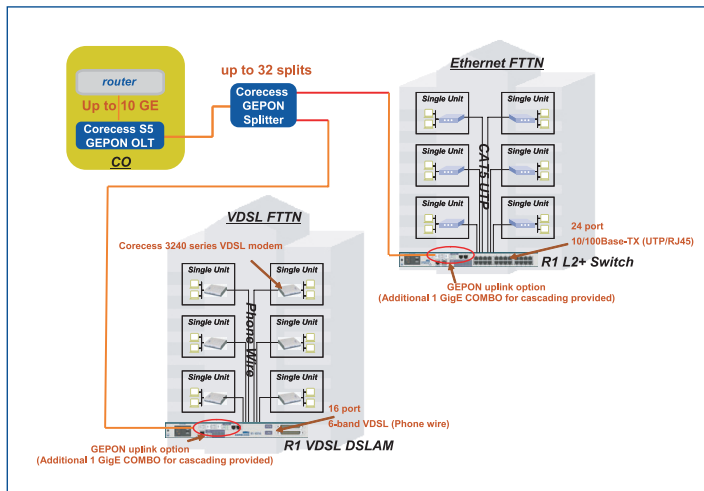 Ethernet FTTN
up to 32 splits
router
Up to 10 GE
Corecess S5
GEPON OLT
CO
Corecess
GEPON
Splitter
Single Unit
Single Unit
Single Unit
Single Unit
Single Unit
Single Unit
CAT5 UTP
24 port
10/100Base-TX (UTP/RJ45)
R1 L2+ Switch
GEPON uplink option
(Additional 1 GigE COMBO for cascading provided)
VDSL FTTN
Corecess 3240 series VDSL modem
Single Unit
Single Unit
Single Unit
Single Unit
Single Unit
Single Unit
Phone Wire
16 port
6-band VDSL (Phone wire)
R1 VDSL DSLAM
GEPON uplink option
(Additional 1 GigE COMBO for cascading provided)